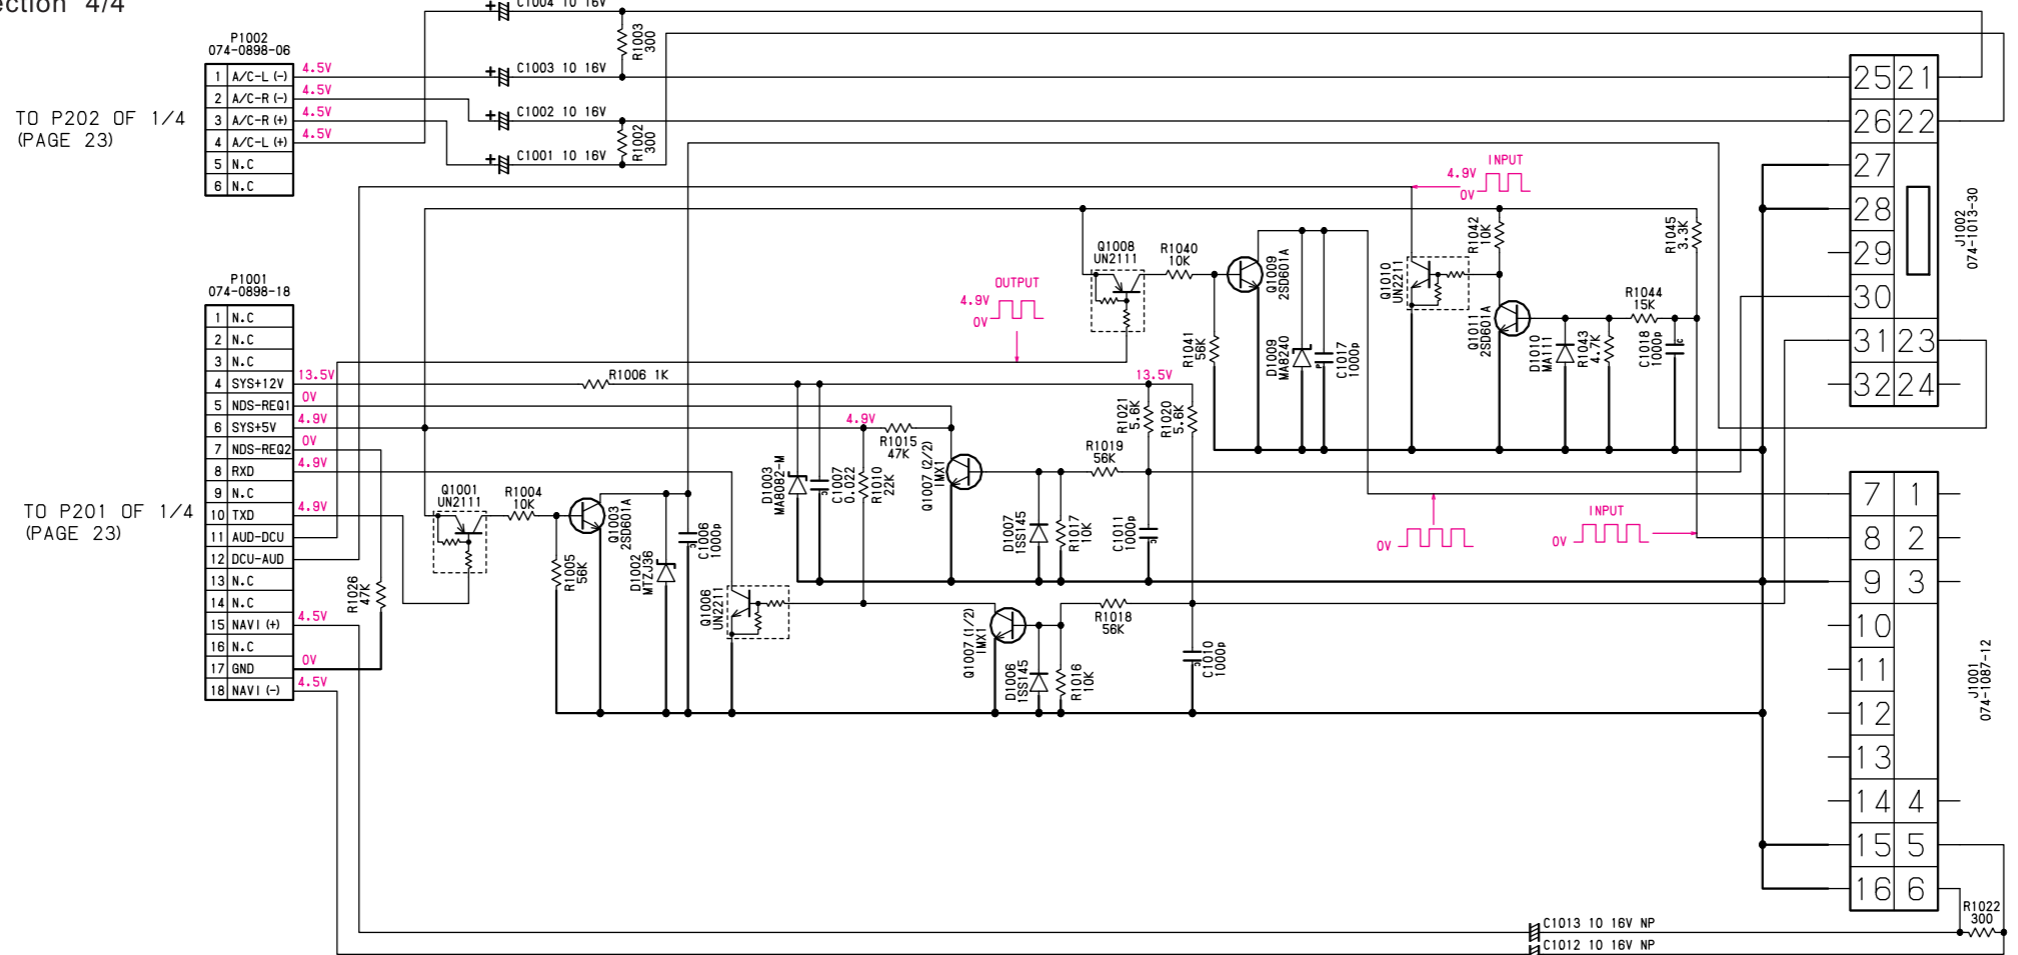 ection 4/4
C1004 10 16V
R1003
300
P1002
074-0898-06
1 A/C-L (-) 4.5V
2 A/C-R (-) 4.5V
3 A/C-R (+) 4.5V
4 A/C-L (+) 4.5V
5 N.C
6 N.C
TO P202 OF 1/4
(PAGE 23)
C1003 10 16V
C1002 10 16V
R1002
300
C1001 10 16V
INPUT
4.9V
0V
25 21
26 22
27
28
29
30
31 23
32 24
J1002
074-1013-30
P1001
074-0898-18
1 N.C
2 N.C
3 N.C
4 SYS+12V 13.5V
5 NDS-REQ1 0V
6 SYS+5V 4.9V
7 NDS-REQ2 0V
8 RXD 4.9V
9 N.C
10 TXD 4.9V
11 AUD-DCU
12 DCU-AUD
13 N.C
14 N.C
15 NAVI (+) 4.5V
16 N.C
17 GND 0V
18 NAVI (-) 4.5V
TO P201 OF 1/4
(PAGE 23)
OUTPUT
4.9V
0V
Q1008
UN2111
R1040
10K
Q1009
2SD601A
R1041
56K
D1009
MA8240
C1017
1000p
Q1010
UN2211
R1042
10K
R1045
3.3K
Q1011
2SD601A
D1010
MA111
R1043
4.7K
R1044
15K
C1018
1000p
R1006 1K
13.5V
4.9V
R1015
47K
R1021
5.6K
R1020
5.6K
R1019
56K
D1003
MA8082-M
C1007
0.022
R1010
22K
Q1007 (2/2)
IMX1
D1007
1SS145
R1017
10K
C1011
1000p
Q1001
UN2111
R1004
10K
Q1003
2SD601A
R1005
56K
D1002
MTZJ36
C1006
1000p
R1026
47K
Q1006
UN2211
Q1007 (1/2)
IMX1
D1006
1SS145
R1016
10K
R1018
56K
C1010
1000p
0V
INPUT
0V
7 1
8 2
9 3
10
11
12
13
14 4
15 5
16 6
J1001
074-1087-12
R1022
300
C1013 10 16V NP
C1012 10 16V NP